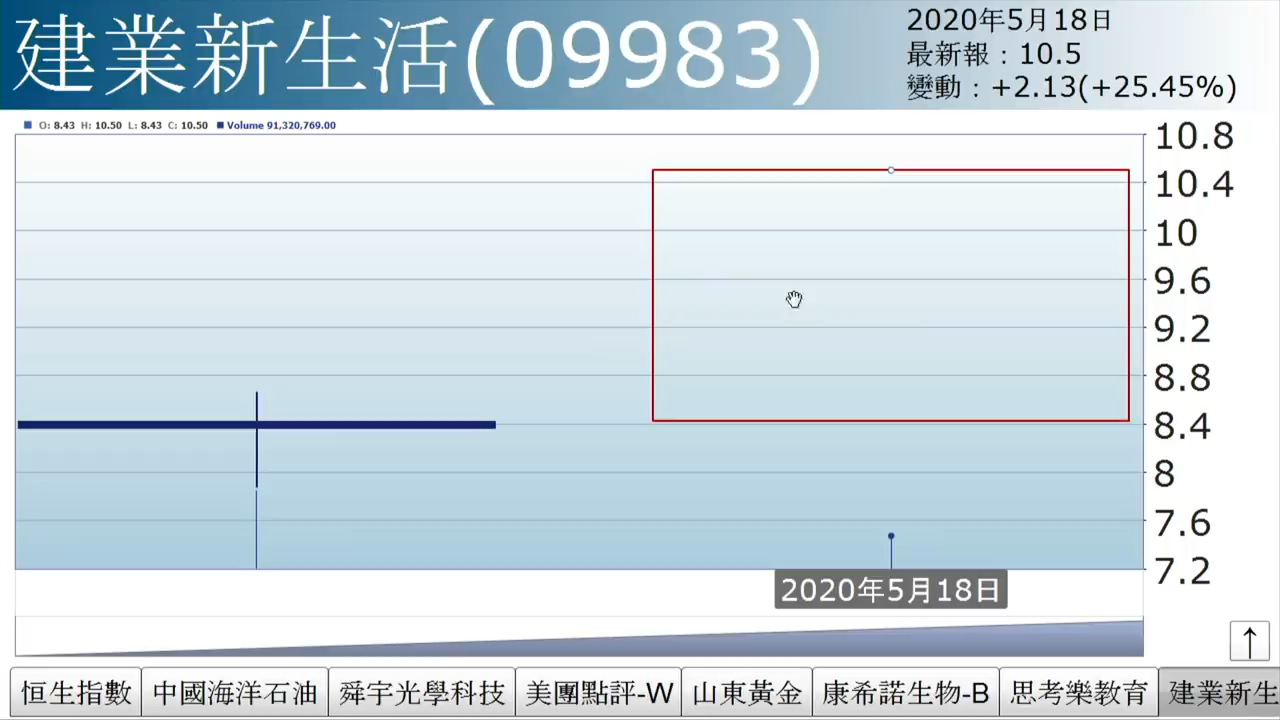 建業新生活(09983)
2020年5月18日
最新報：10.5
變動：+2.13(+25.45%)
O: 8.43 H: 10.50 L: 8.43 C: 10.50 Volume 91,320,769.00
10.8
10.4
10
9.6
9.2
8.8
8.4
8
7.6
7.2
2020年5月18日
↑
恒生指數 中國海洋石油 舜宇光學科技 美團點評-W 山東黃金 康希諾生物-B 思考樂教育 建業新生